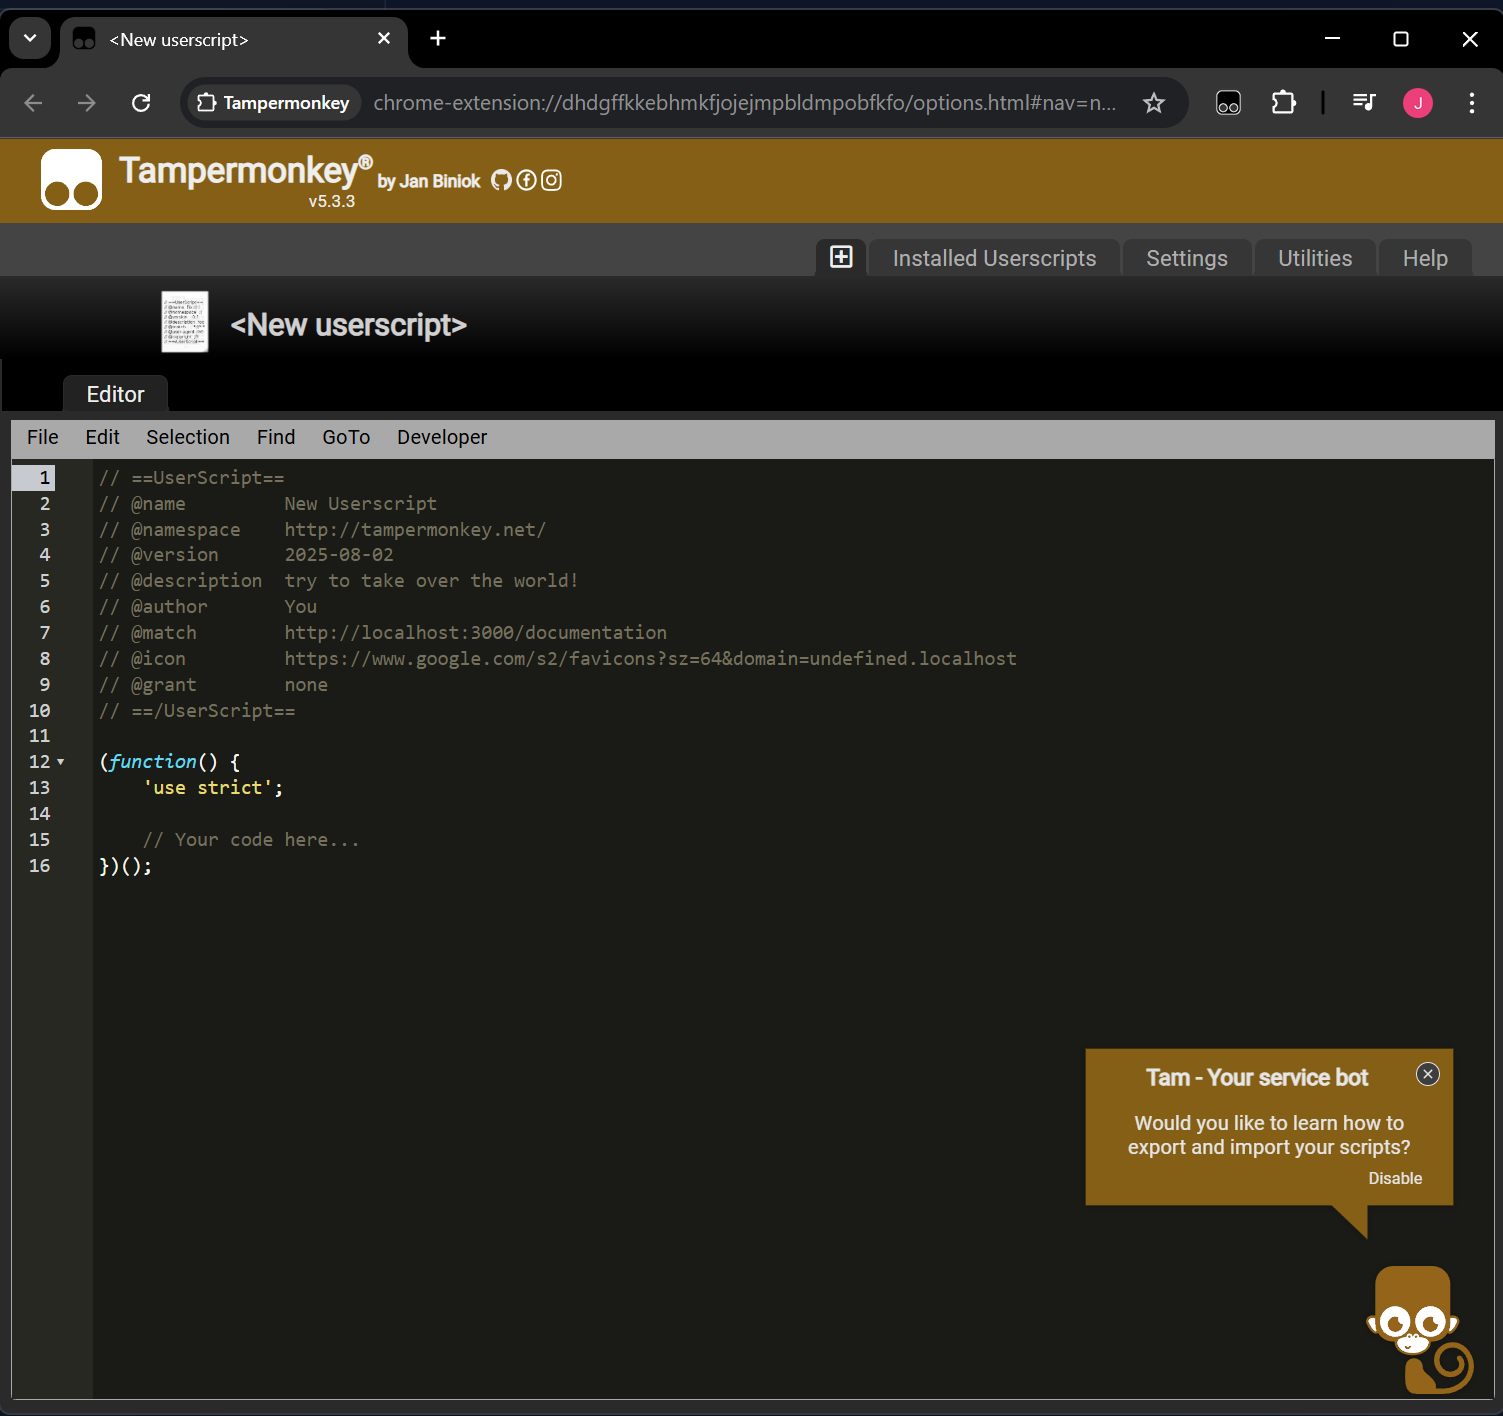 <New userscript>
Tampermonkey chrome-extension://dhdgffkkebhmkfjojejmpbldmpobfkfo/options.html#nav=n... J
Tampermonkey® by Jan Biniok
v5.3.3
Installed Userscripts Settings Utilities Help
<New userscript>
Editor
File Edit Selection Find GoTo Developer
1 // ==UserScript==
2 // @name         New Userscript
3 // @namespace    http://tampermonkey.net/
4 // @version      2025-08-02
5 // @description  try to take over the world!
6 // @author       You
7 // @match        http://localhost:3000/documentation
8 // @icon         https://www.google.com/s2/favicons?sz=64&domain=undefined.localhost
9 // @grant        none
10 // ==/UserScript==
11
12 (function() {
13     'use strict';
14
15     // Your code here...
16 })();
Tam - Your service bot
Would you like to learn how to
export and import your scripts?
Disable